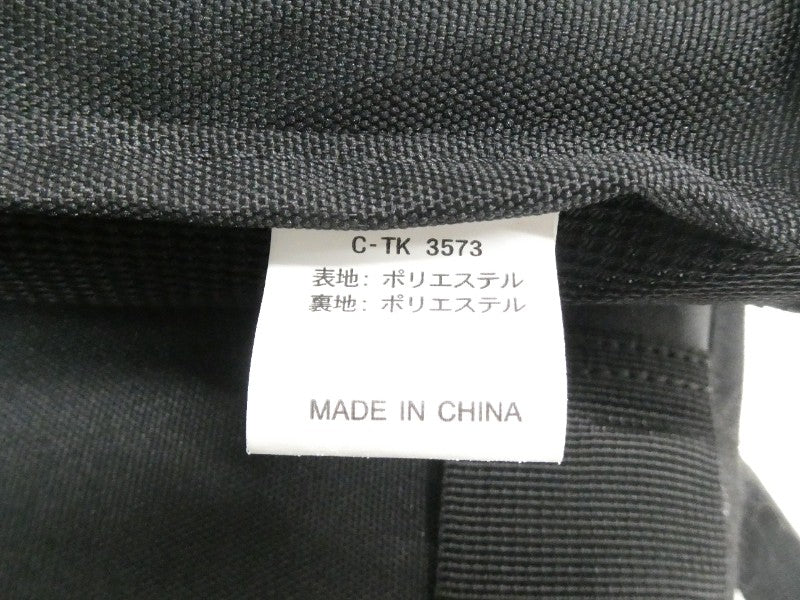 C-TK 3573
表地: ポリエステル
裏地: ポリエステル
MADE IN CHINA